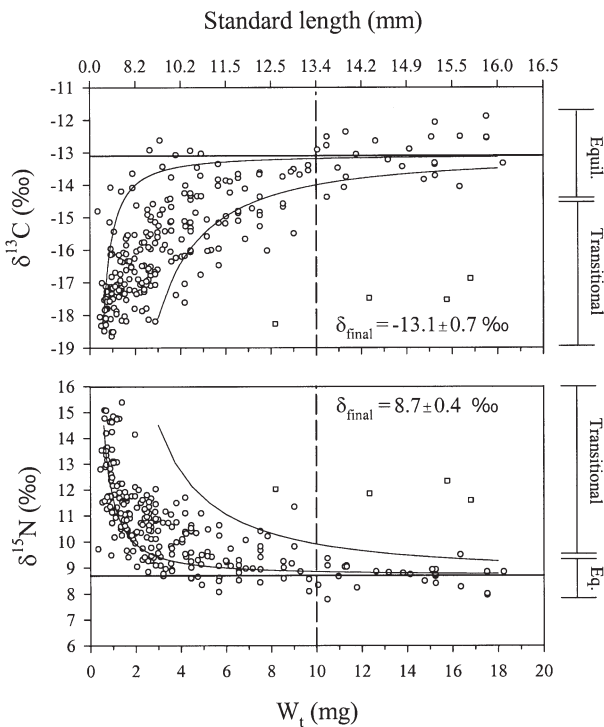 Standard length (mm)
0.0 8.2 10.2 11.5 12.5 13.4 14.2 14.9 15.5 16.0 16.5
-11
-12
-13
-14
-15
-16
-17
-18
-19
δ¹³C (‰)
δfinal = -13.1±0.7 ‰
Equil.
Transitional
16
15
14
13
12
11
10
9
8
7
6
δ¹⁵N (‰)
δfinal = 8.7±0.4 ‰
Transitional
Eq.
0 2 4 6 8 10 12 14 16 18 20
Wt (mg)